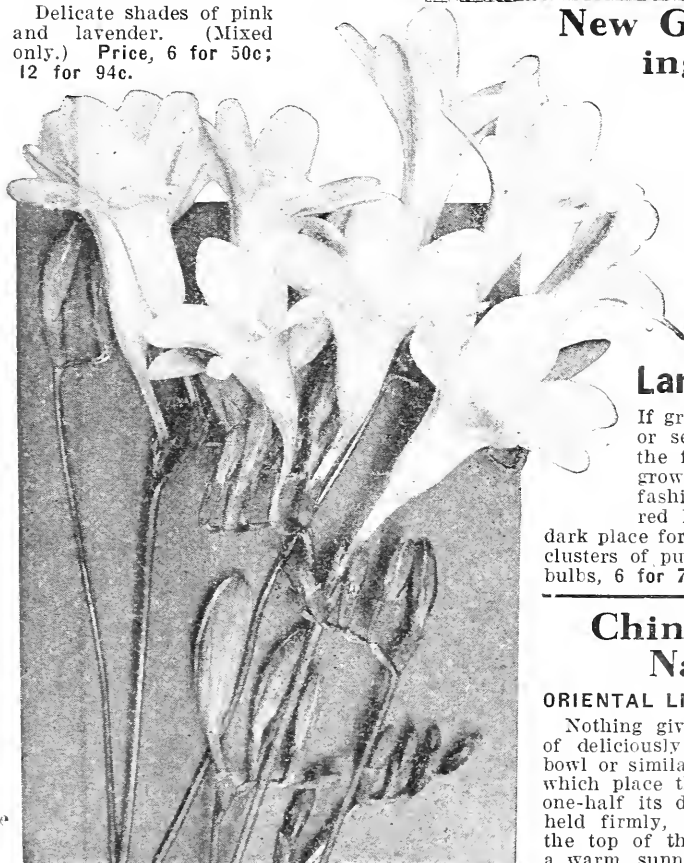 Delicate shades of pink
and lavender. (Mixed
only.) Price, 6 for 50c;
12 for 94c.
New G
ing
Lar
If gr
or se
the f
grow
fashi
red
dark place for
clusters of pu
bulbs, 6 for 7
Chin
Na
ORIENTAL Li
Nothing giv
of deliciously
bowl or simila
which place t
one-half its d
held firmly,
the top of th
a warm, sunn